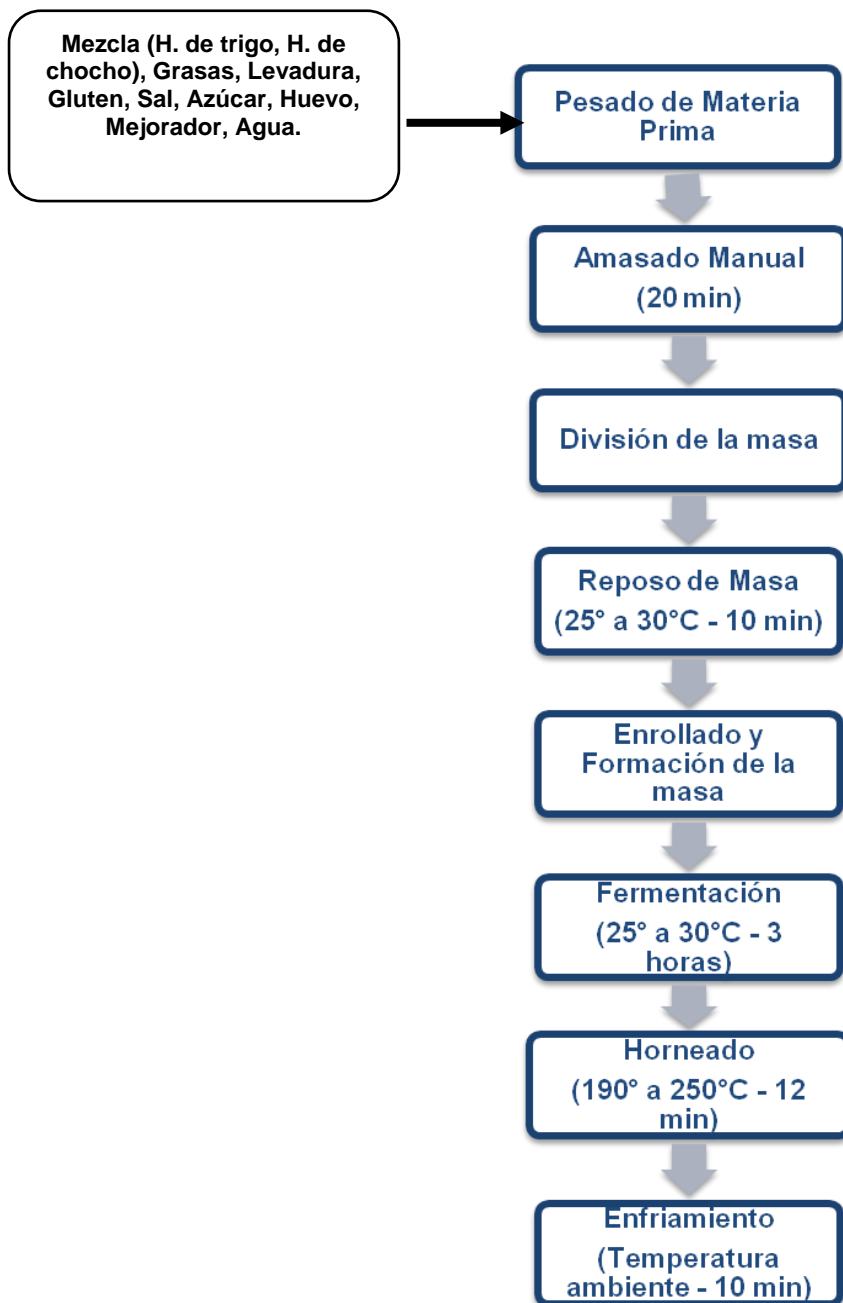 Mezcla (H. de trigo, H. de
chocho), Grasas, Levadura,
Gluten, Sal, Azúcar, Huevo,
Mejorador, Agua.
Pesado de Materia
Prima
Amasado Manual
(20 min)
División de la masa
Reposo de Masa
(25° a 30°C - 10 min)
Enrollado y
Formación de la
masa
Fermentación
(25° a 30°C - 3
horas)
Horneado
(190° a 250°C - 12
min)
Enfriamiento
(Temperatura
ambiente - 10 min)